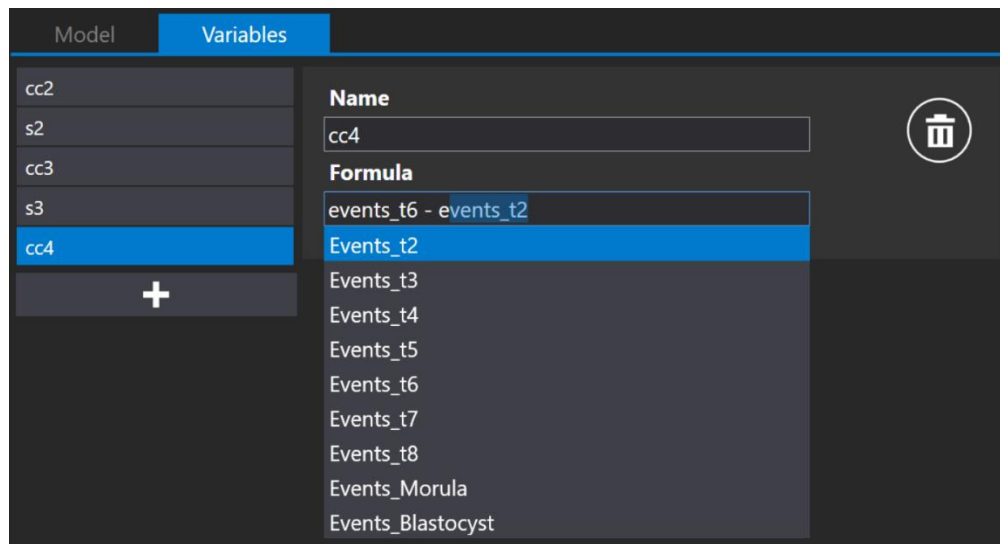 Model
Variables
cc2
s2
cc3
s3
cc4
Name
cc4
Formula
events_t6 - events_t2
Events_t2
Events_t3
Events_t4
Events_t5
Events_t6
Events_t7
Events_t8
Events_Morula
Events_Blastocyst